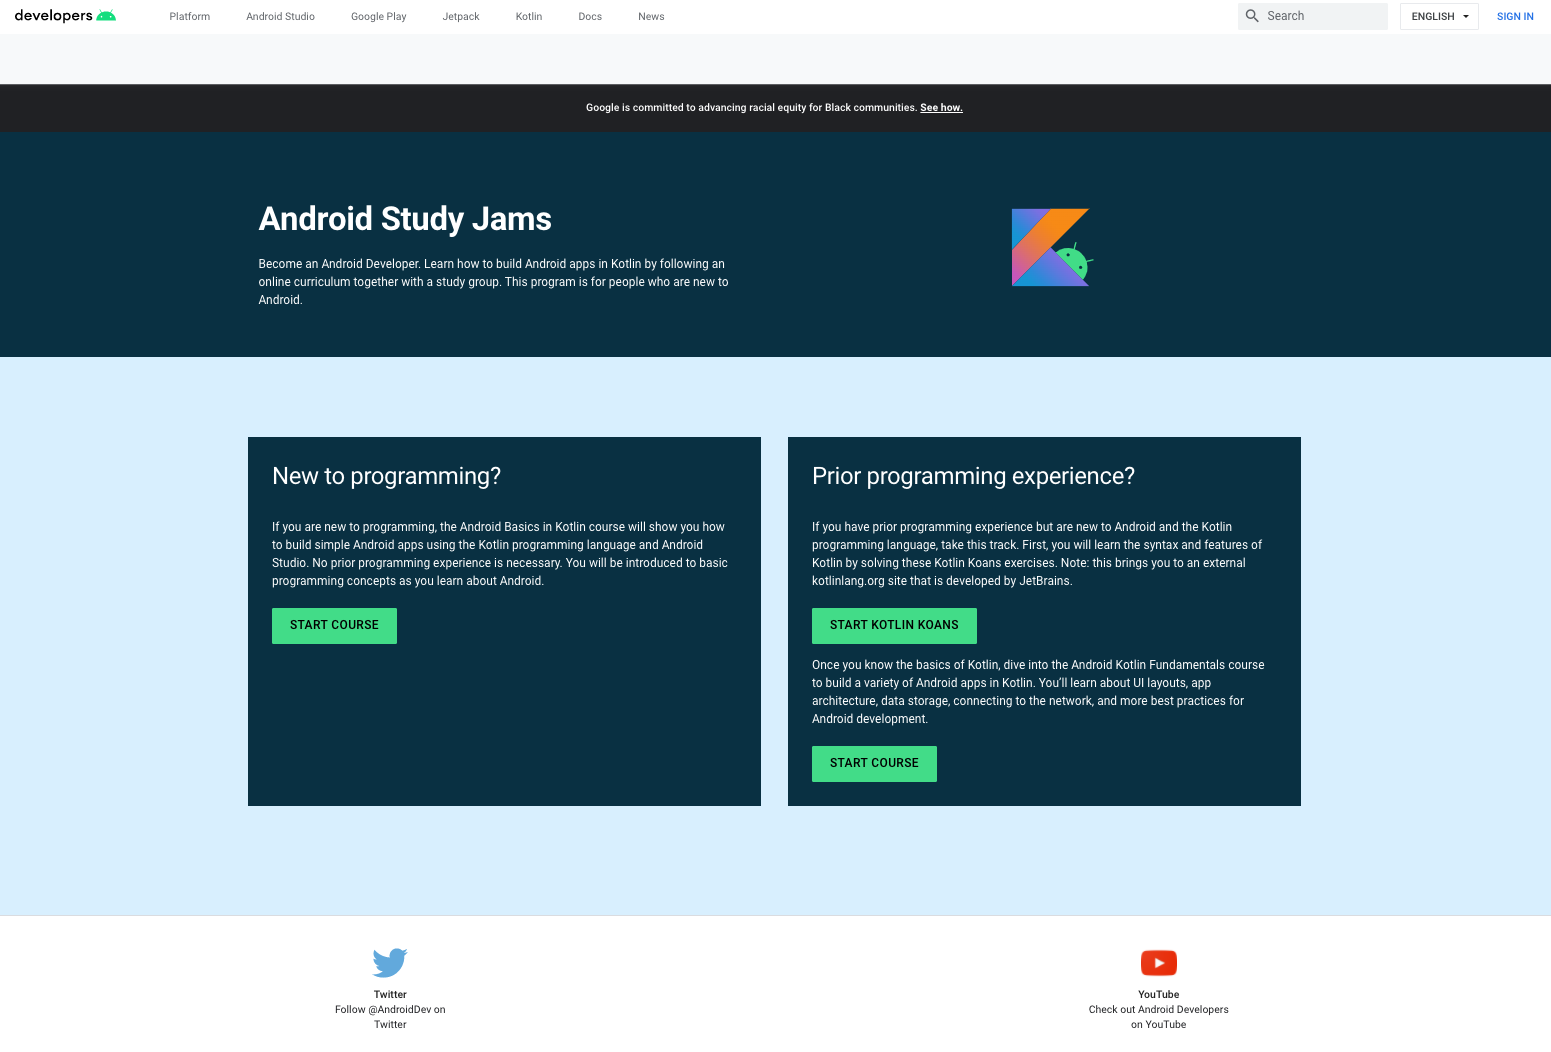 developers
Platform Android Studio Google Play Jetpack Kotlin Docs News
Search
ENGLISH
SIGN IN
Google is committed to advancing racial equity for Black communities. See how.
Android Study Jams
Become an Android Developer. Learn how to build Android apps in Kotlin by following an
online curriculum together with a study group. This program is for people who are new to
Android.
New to programming?
If you are new to programming, the Android Basics in Kotlin course will show you how
to build simple Android apps using the Kotlin programming language and Android
Studio. No prior programming experience is necessary. You will be introduced to basic
programming concepts as you learn about Android.
START COURSE
Prior programming experience?
If you have prior programming experience but are new to Android and the Kotlin
programming language, take this track. First, you will learn the syntax and features of
Kotlin by solving these Kotlin Koans exercises. Note: this brings you to an external
kotlinlang.org site that is developed by JetBrains.
START KOTLIN KOANS
Once you know the basics of Kotlin, dive into the Android Kotlin Fundamentals course
to build a variety of Android apps in Kotlin. You’ll learn about UI layouts, app
architecture, data storage, connecting to the network, and more best practices for
Android development.
START COURSE
Twitter
Follow @AndroidDev on
Twitter
YouTube
Check out Android Developers
on YouTube